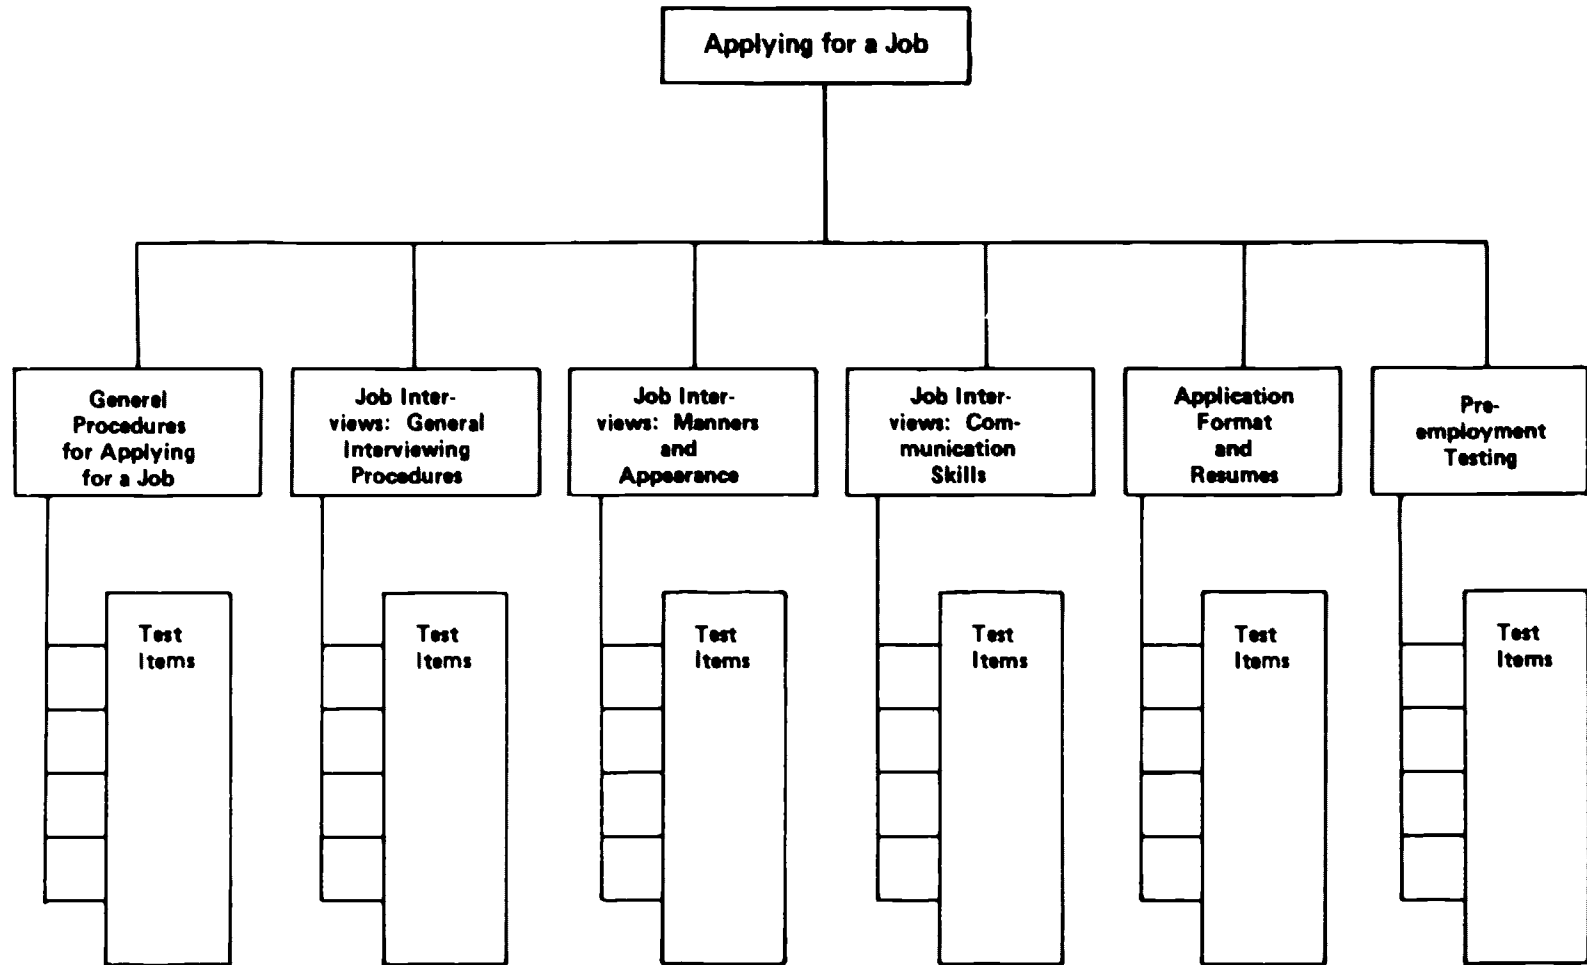 Applying for a Job
General
Procedures
for Applying
for a Job
Job Inter-
views: General
Interviewing
Procedures
Job Inter-
views: Manners
and
Appearance
Job Inter-
views: Com-
munication
Skills
Application
Format
and
Resumes
Pre-
employment
Testing
Test
Items
Test
Items
Test
Items
Test
Items
Test
Items
Test
Items